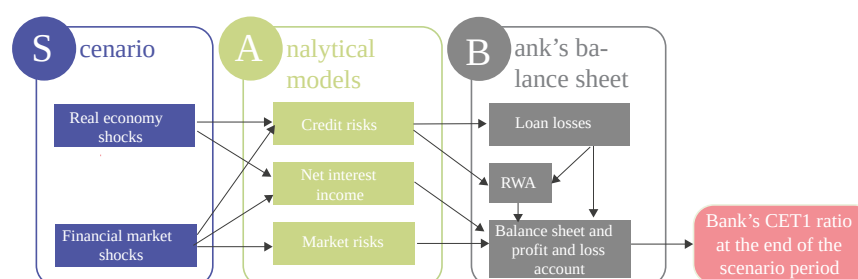 S cenario
Real economy
shocks
Financial market
shocks
A nalytical
models
Credit risks
Net interest
income
Market risks
B ank's ba-
lance sheet
Loan losses
RWA
Balance sheet and
profit and loss
account
Bank's CET1 ratio
at the end of the
scenario period